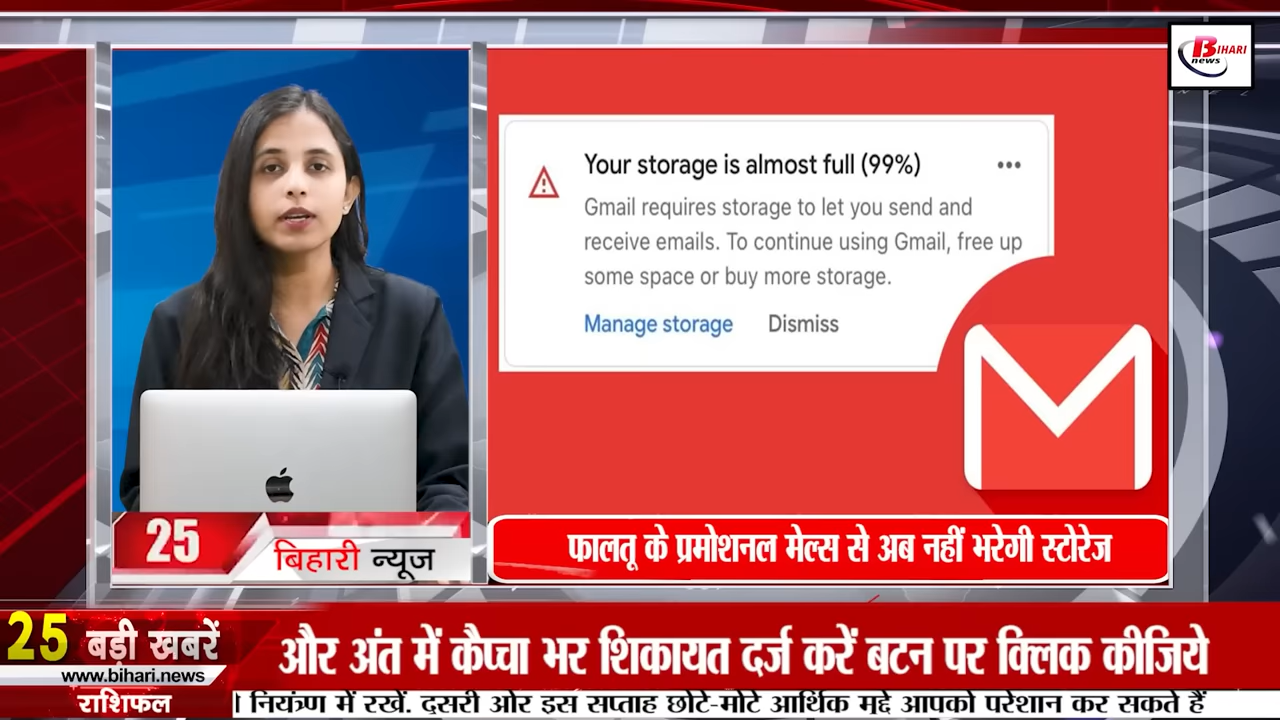 BIHARI
news
Your storage is almost full (99%)
Gmail requires storage to let you send and
receive emails. To continue using Gmail, free up
some space or buy more storage.
Manage storage Dismiss
25
बिहारी न्यूज
फालतू के प्रमोशनल मेल्स से अब नहीं भरेगी स्टोरेज
25 बड़ी खबरें
www.bihari.news
और अंत में कैप्चा भर शिकायत दर्ज करें बटन पर क्लिक कीजिये
राशिफल
नियंत्रण में रखें. दूसरी ओर इस सप्ताह छोटे-मोटे आर्थिक मुद्दे आपको परेशान कर सकते हैं